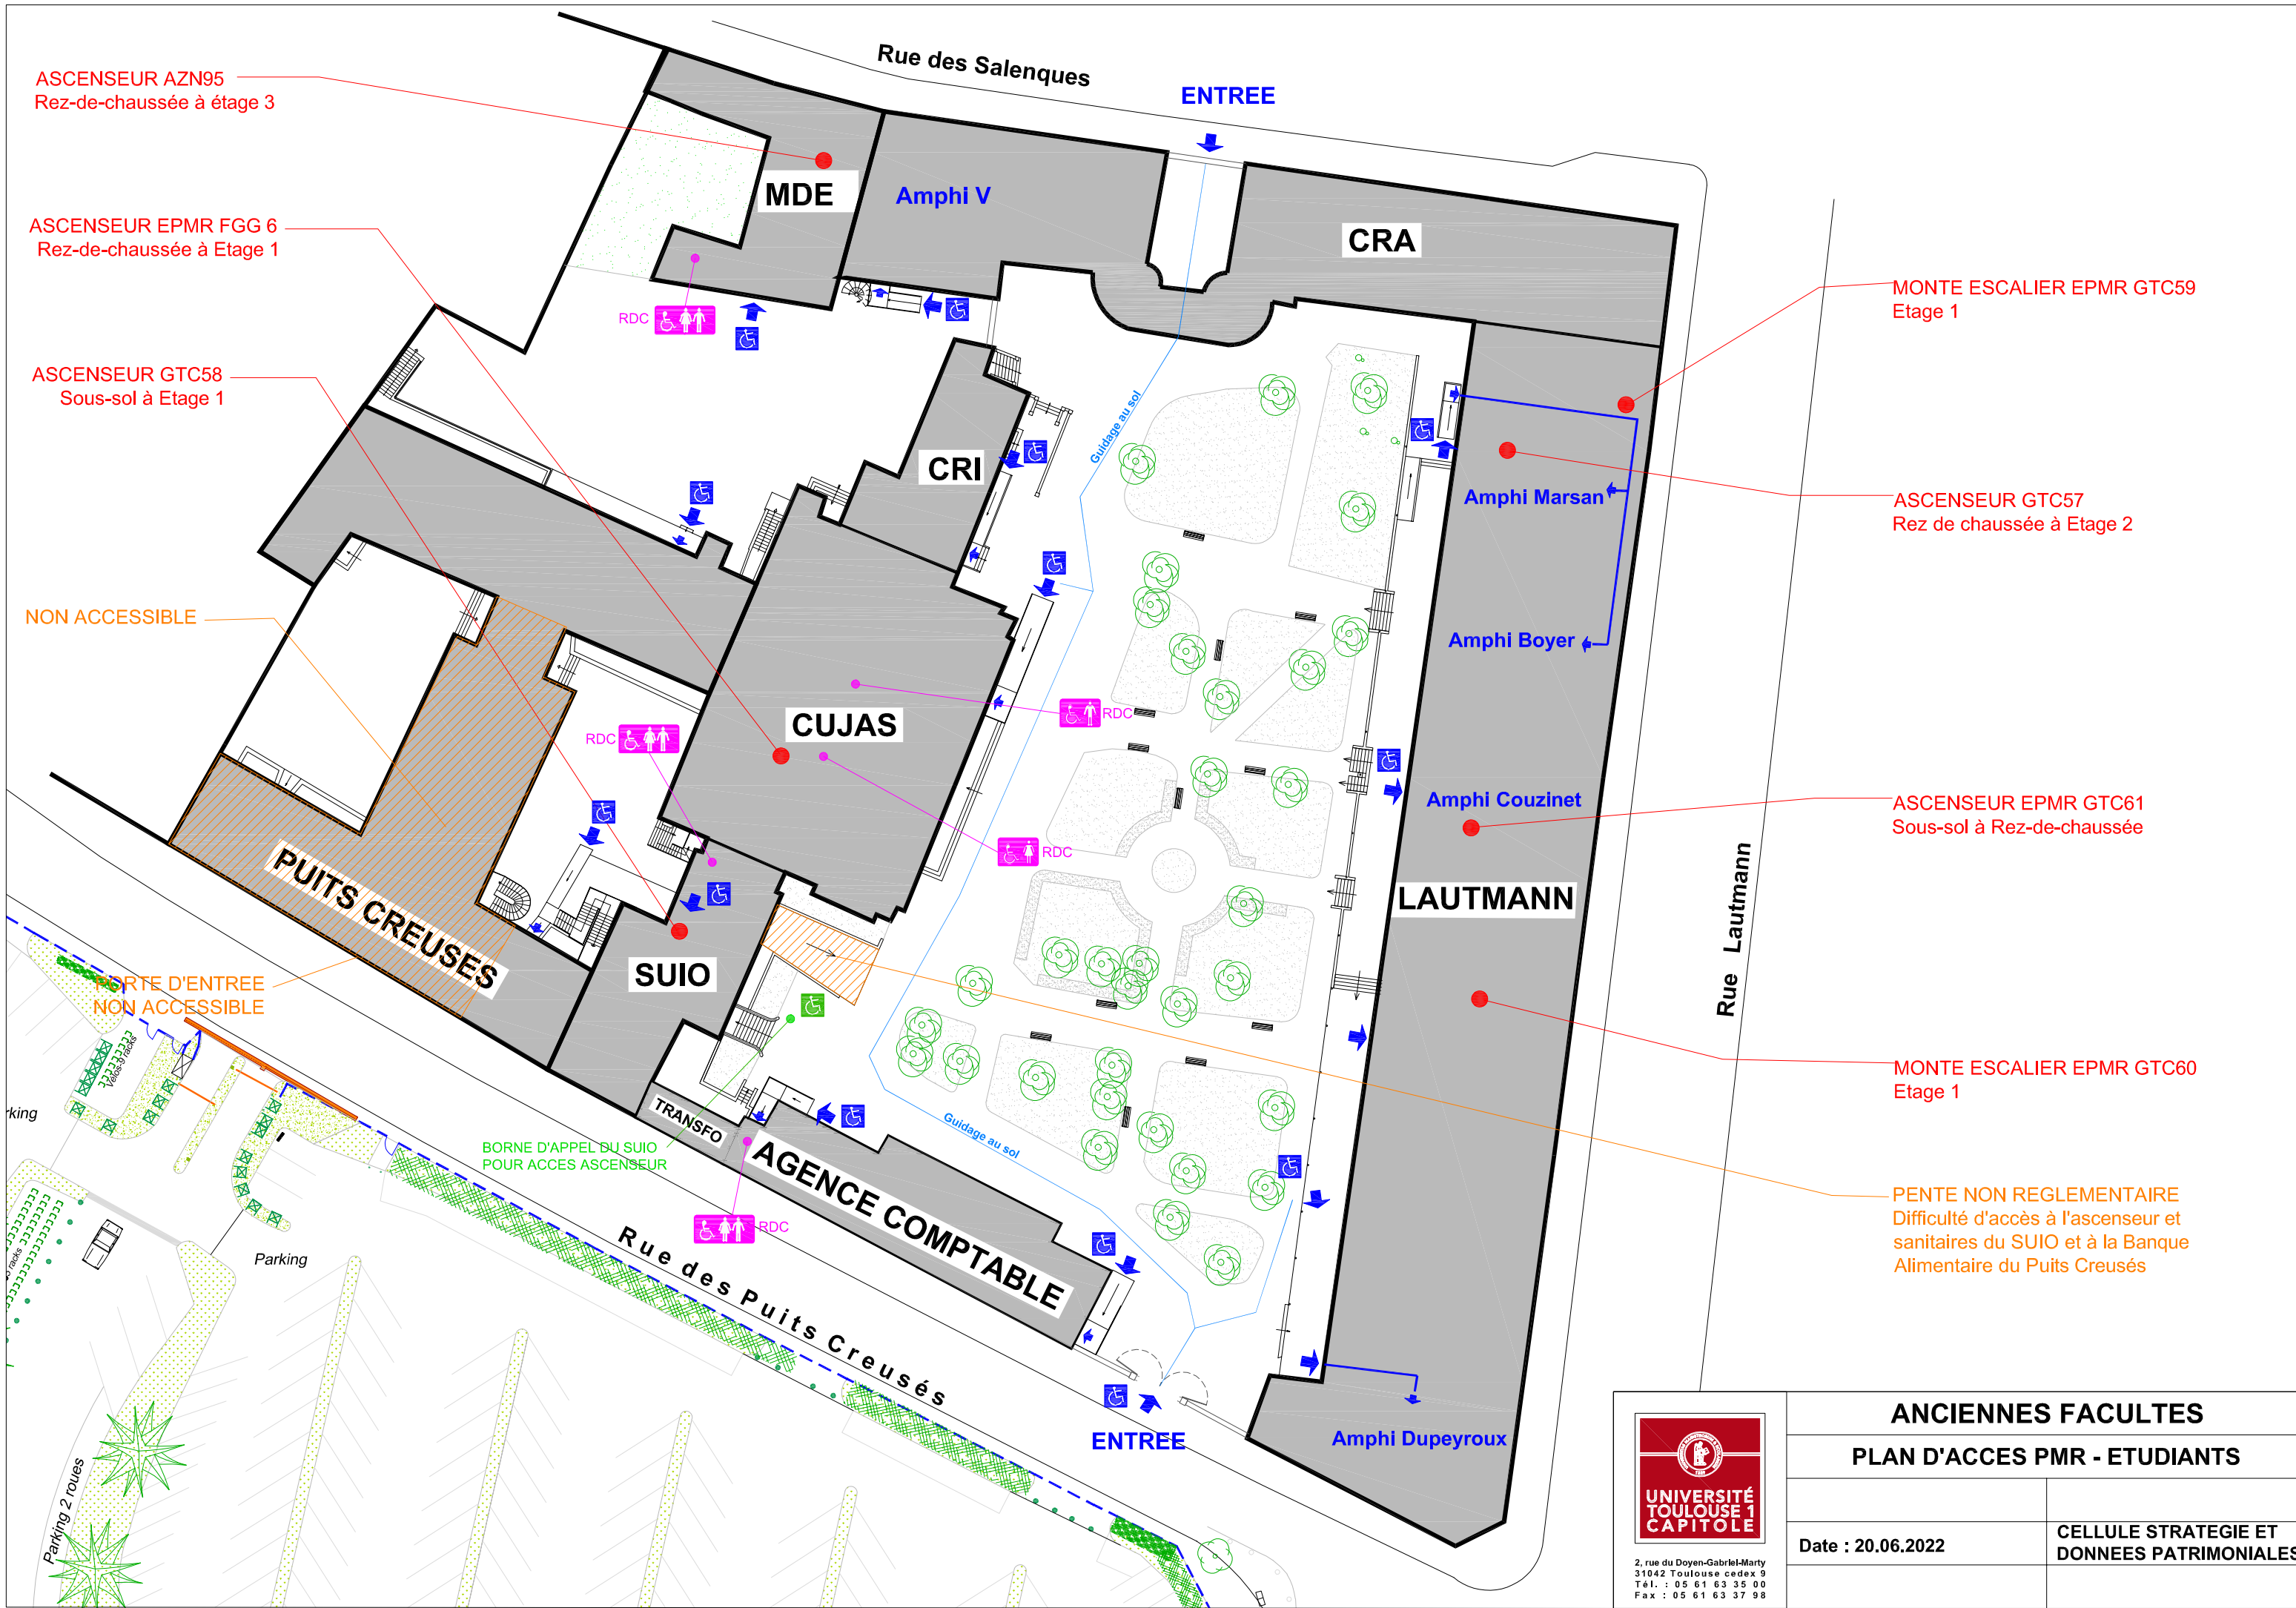 Rue des Salenques
ENTREE
ASCENSEUR AZN95
Rez-de-chaussée à étage 3
MDE
Amphi V
CRA
ASCENSEUR EPMR FGG 6
Rez-de-chaussée à Etage 1
RDC
MONTE ESCALIER EPMR GTC59
Etage 1
ASCENSEUR GTC58
Sous-sol à Etage 1
Guidage au sol
CRI
Amphi Marsan
ASCENSEUR GTC57
Rez de chaussée à Etage 2
NON ACCESSIBLE
Amphi Boyer
RDC
CUJAS
RDC
Amphi Couzinet
ASCENSEUR EPMR GTC61
Sous-sol à Rez-de-chaussée
RDC
PUITS CREUSES
LAUTMANN
Rue Lautmann
SUIO
PORTE D'ENTREE
NON ACCESSIBLE
Vélos-9 racks
rking
MONTE ESCALIER EPMR GTC60
Etage 1
TRANSFO
BORNE D'APPEL DU SUIO
POUR ACCES ASCENSEUR
Guidage au sol
AGENCE COMPTABLE
RDC
PENTE NON REGLEMENTAIRE
Difficulté d'accès à l'ascenseur et
sanitaires du SUIO et à la Banque
Alimentaire du Puits Creusés
Parking
racks
Rue des Puits Creusés
ENTREE
Amphi Dupeyroux
Parking 2 roues
UNIVERSITÉ
TOULOUSE 1
CAPITOLE
2, rue du Doyen-Gabriel-Marty
31042 Toulouse cedex 9
Tél. : 05 61 63 35 00
Fax : 05 61 63 37 98
ANCIENNES FACULTES
PLAN D'ACCES PMR - ETUDIANTS
Date : 20.06.2022
CELLULE STRATEGIE ET
DONNEES PATRIMONIALES